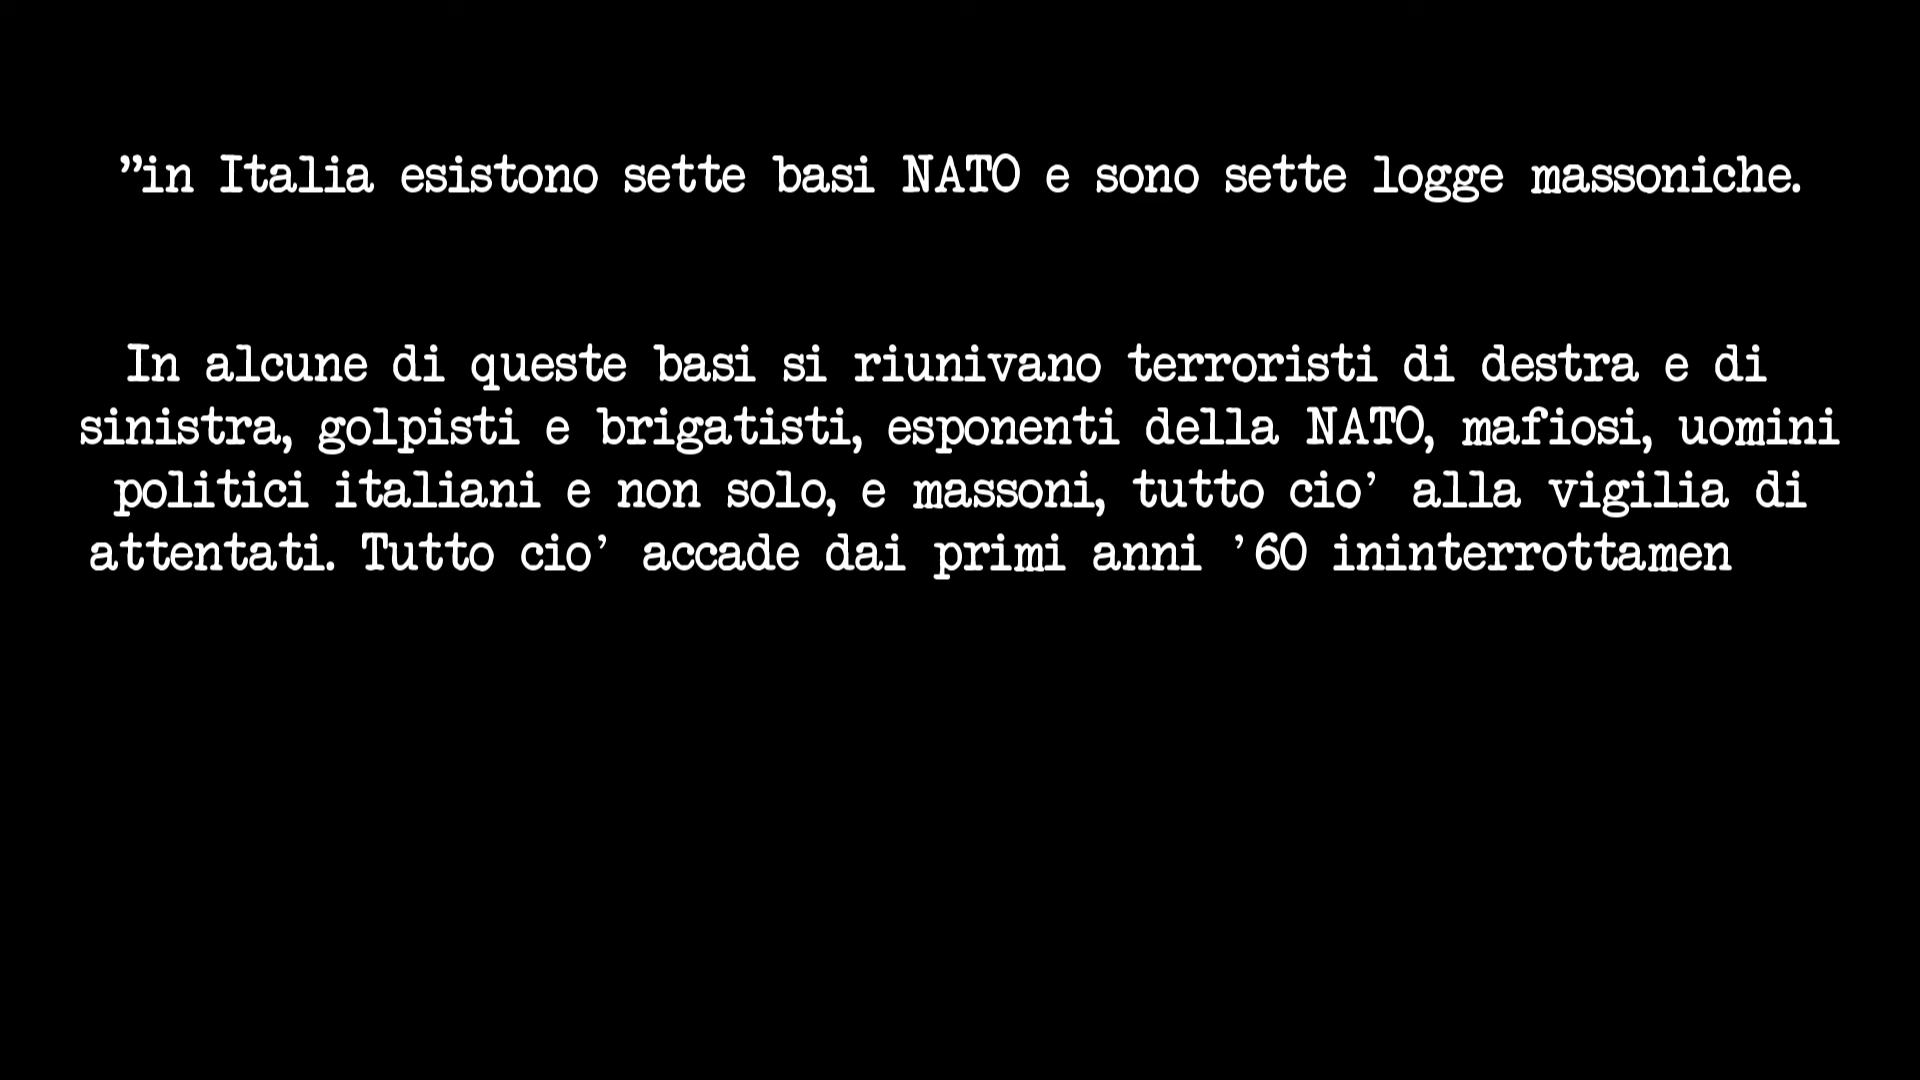 ”in Italia esistono sette basi NATO e sono sette logge massoniche.
In alcune di queste basi si riunivano terroristi di destra e di
sinistra, golpisti e brigatisti, esponenti della NATO, mafiosi, uomini
politici italiani e non solo, e massoni, tutto cio’ alla vigilia di
attentati. Tutto cio’ accade dai primi anni ’60 ininterrottamen